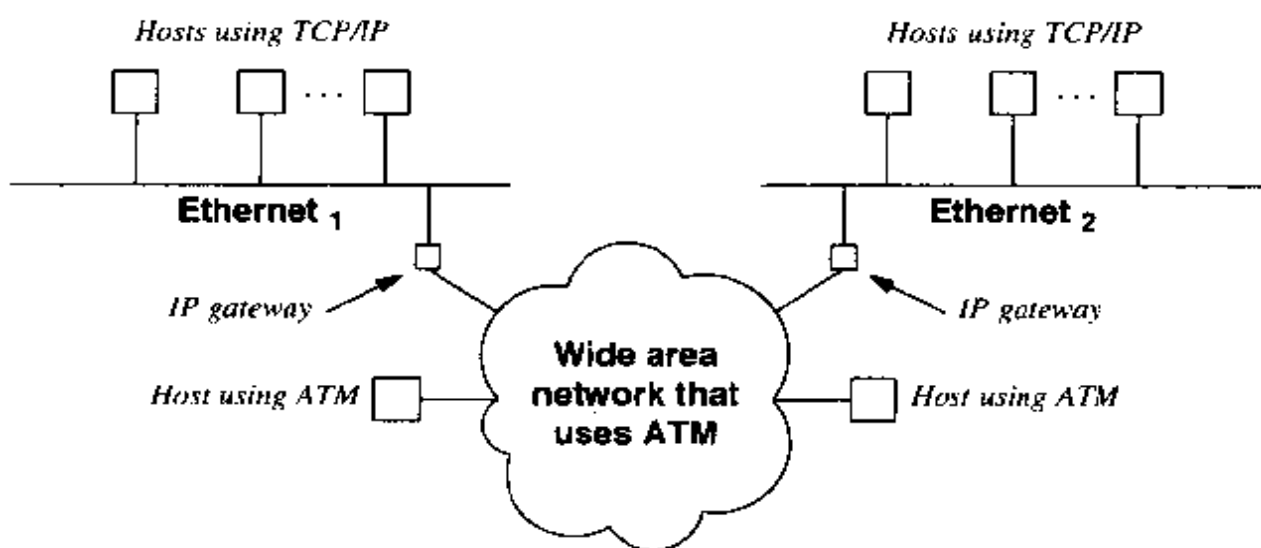 Hosts using TCP/IP
Hosts using TCP/IP
. . .
. . .
Ethernet 1
Ethernet 2
IP gateway
IP gateway
Wide area
network that
uses ATM
Host using ATM
Host using ATM